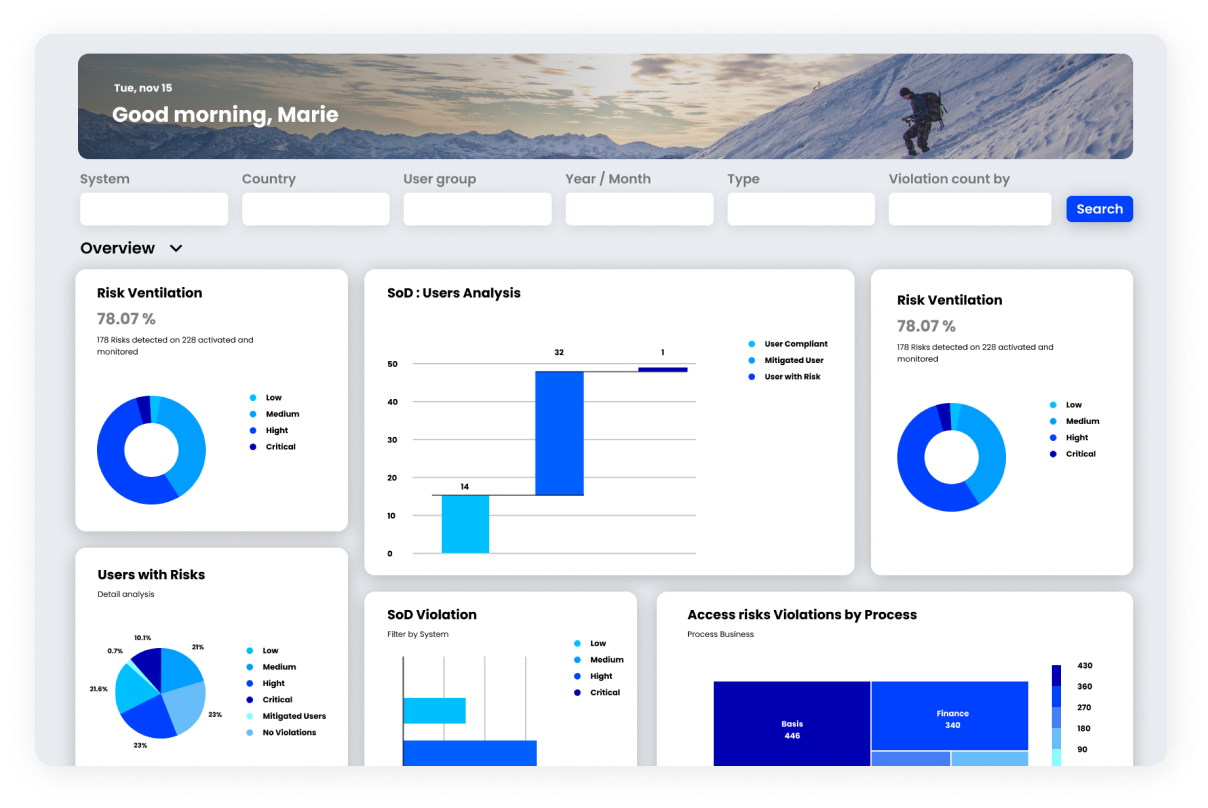 Tue, nov 15
Good morning, Marie
System
Country
User group
Year / Month
Type
Violation count by
Search
Overview
Risk Ventilation
78.07 %
178 Risks detected on 228 activated and
monitored
Low
Medium
Hight
Critical
SoD : Users Analysis
32
1
50
40
30
20
14
10
0
User Compliant
Mitigated User
User with Risk
Risk Ventilation
78.07 %
178 Risks detected on 228 activated and
monitored
Low
Medium
Hight
Critical
Users with Risks
Detail analysis
10.1%
21%
0.7%
21.6%
23%
23%
Low
Medium
Hight
Critical
Mitigated Users
No Violations
SoD Violation
Filter by System
Low
Medium
Hight
Critical
Access risks Violations by Process
Process Business
Basis
446
Finance
340
430
360
270
180
90